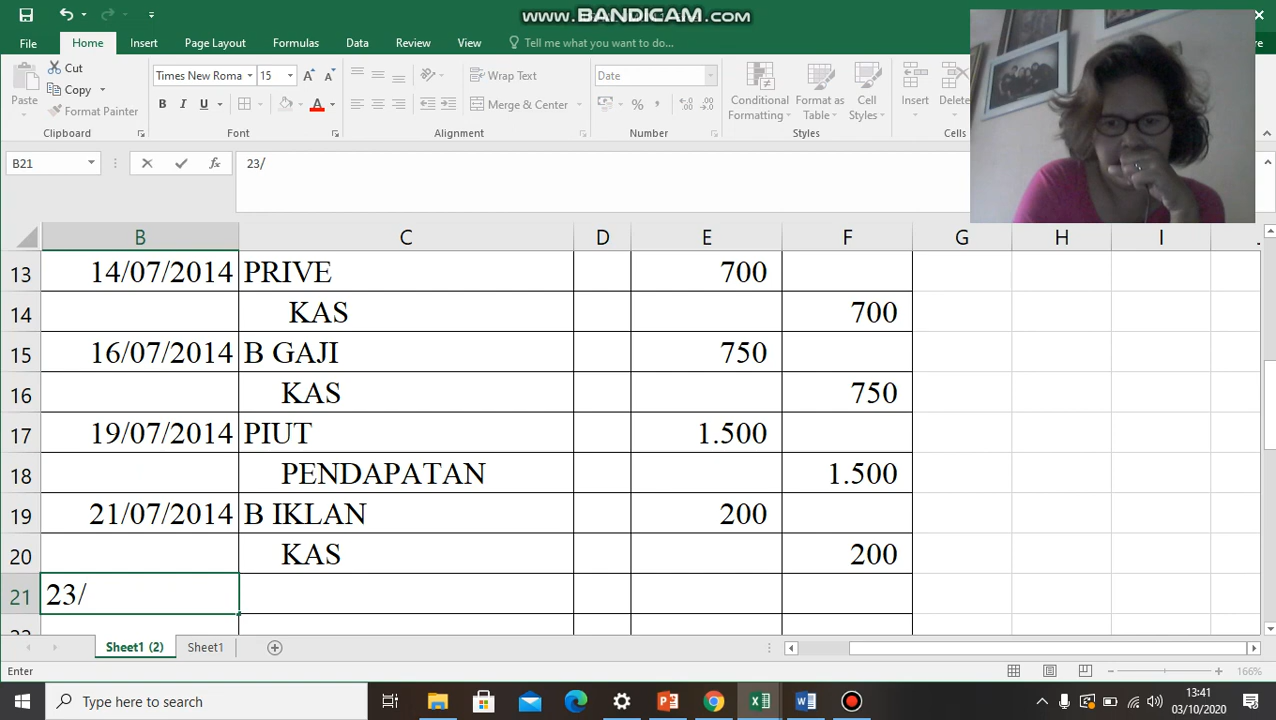 www.BANDICAM.com
File Home Insert Page Layout Formulas Data Review View Tell me what you want to do...
Cut
Copy
Format Painter
Paste
Times New Roma 15
B I U
Wrap Text
Merge & Center
Date
% ,
Conditional Formatting
Format as Table
Cell Styles
Insert
Delete
Clipboard Font Alignment Number Styles Cells
B21 fx 23/
B C D E F G H I
13 14/07/2014 PRIVE 700
14 KAS 700
15 16/07/2014 B GAJI 750
16 KAS 750
17 19/07/2014 PIUT 1.500
18 PENDAPATAN 1.500
19 21/07/2014 B IKLAN 200
20 KAS 200
21 23/
Sheet1 (2) Sheet1
Enter 166%
Type here to search
13:41
03/10/2020